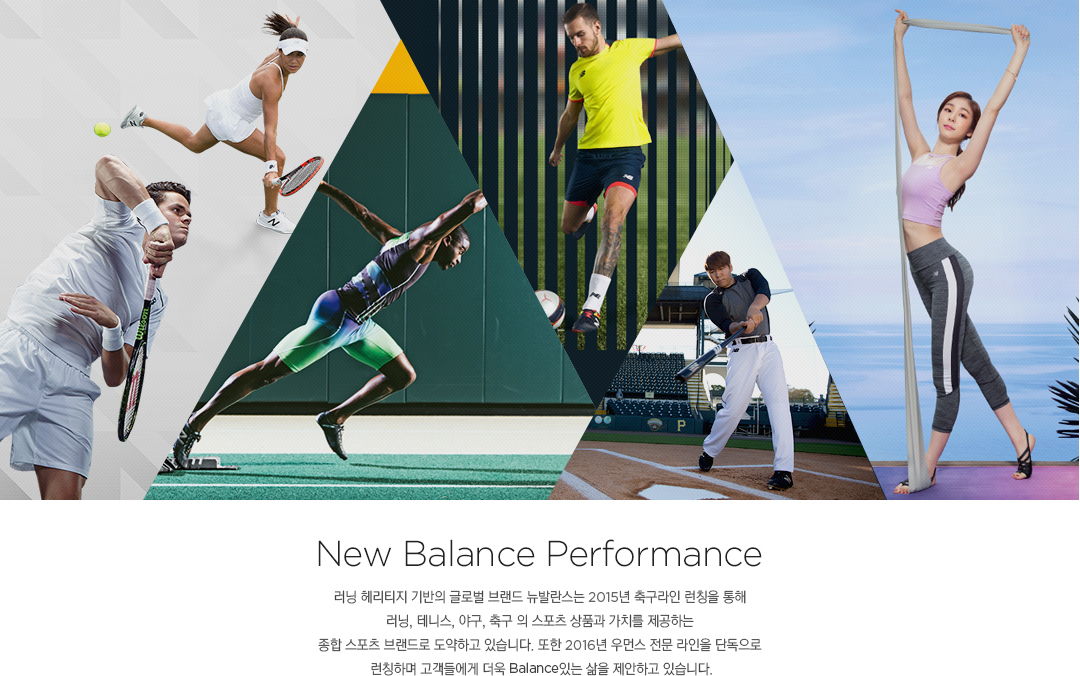 Wilson
P
New Balance Performance
러닝 헤리티지 기반의 글로벌 브랜드 뉴발란스는 2015년 축구라인 런칭을 통해
러닝, 테니스, 야구, 축구 의 스포츠 상품과 가치를 제공하는
종합 스포츠 브랜드로 도약하고 있습니다. 또한 2016년 우먼스 전문 라인을 단독으로
런칭하며 고객들에게 더욱 Balance있는 삶을 제안하고 있습니다.